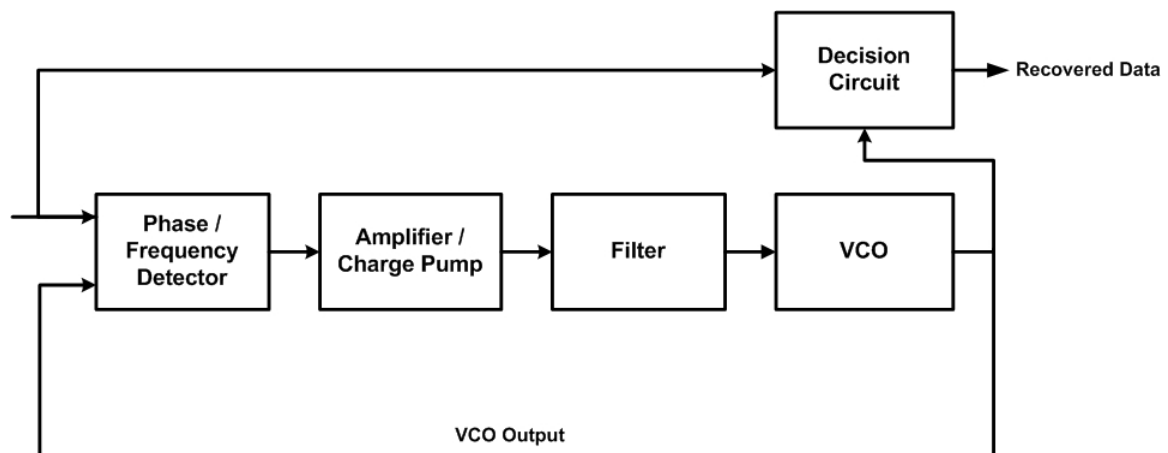 Decision
Circuit
Recovered Data
Phase /
Frequency
Detector
Amplifier /
Charge Pump
Filter
VCO
VCO Output